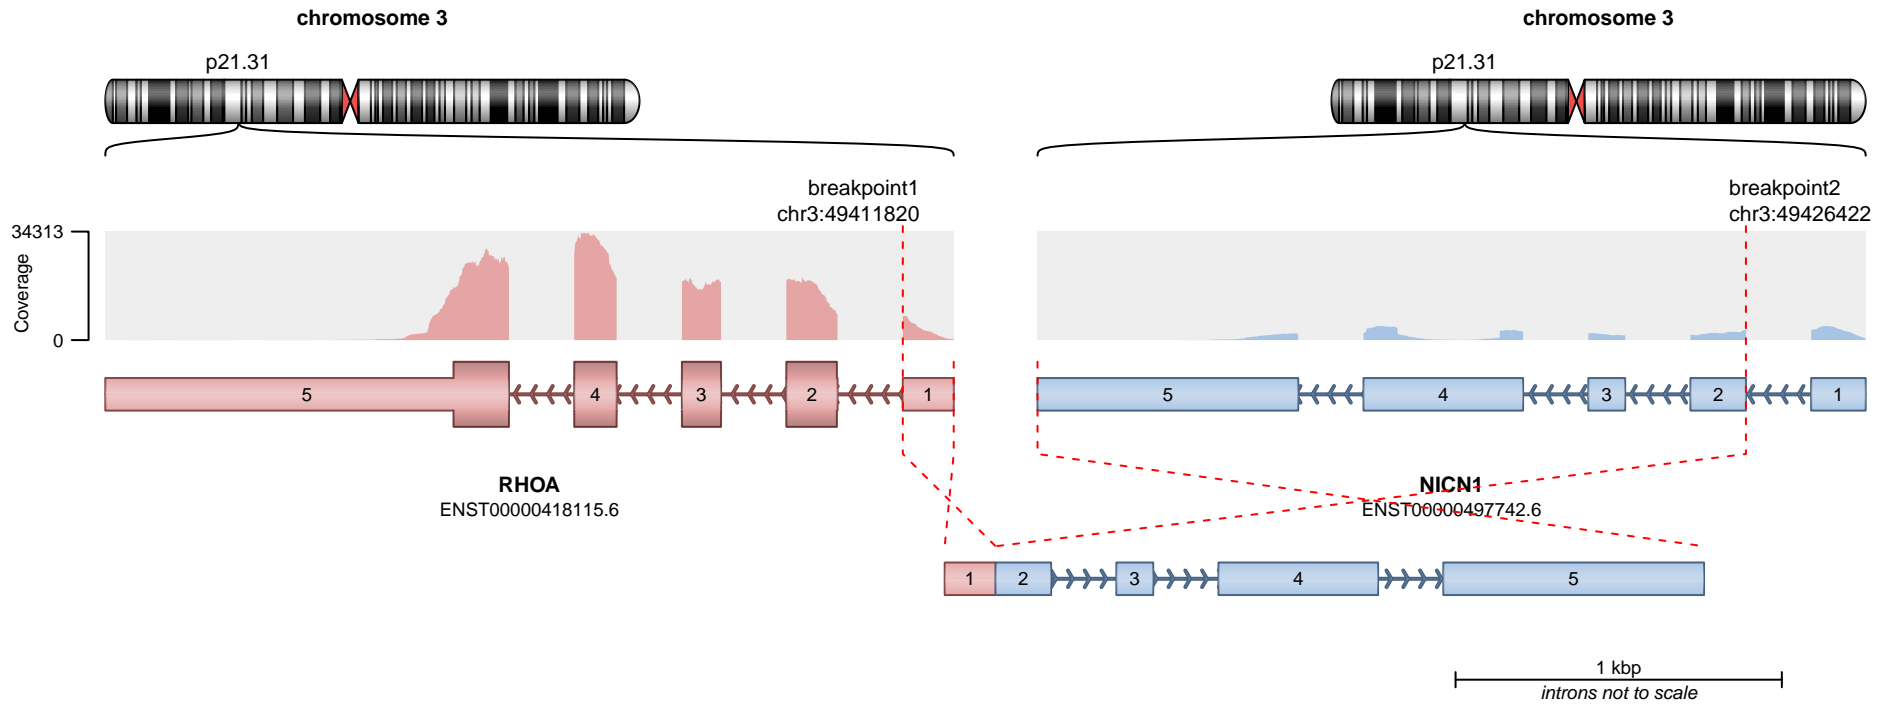 chromosome 3
chromosome 3
p21.31
p21.31
breakpoint1
chr3:49411820
breakpoint2
chr3:49426422
34313
Coverage
0
5
4
3
2
1
5
4
3
2
1
RHOA
ENST00000418115.6
NICN1
ENST00000497742.6
1
2
3
4
5
1 kbp
introns not to scale